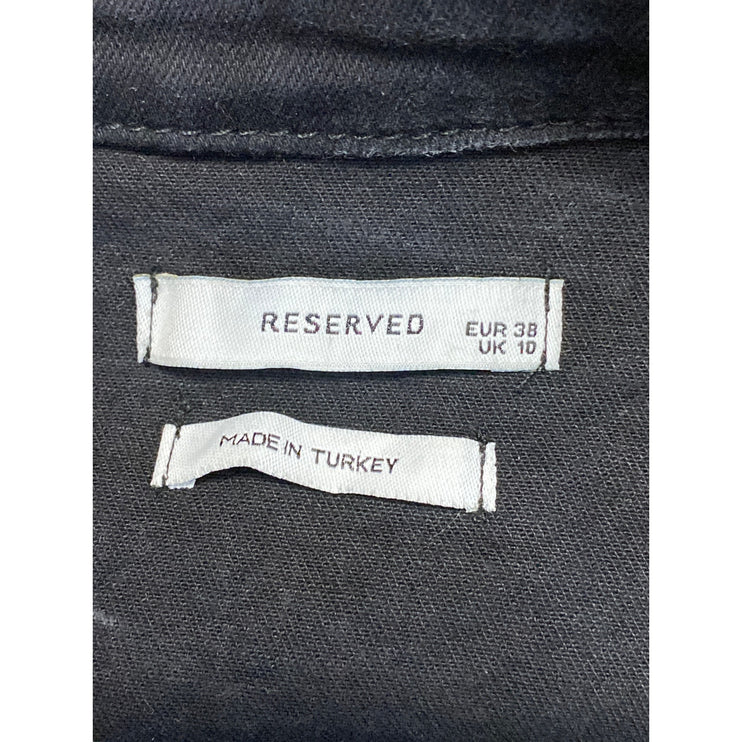 RESERVED
EUR 38
UK 10
MADE IN TURKEY